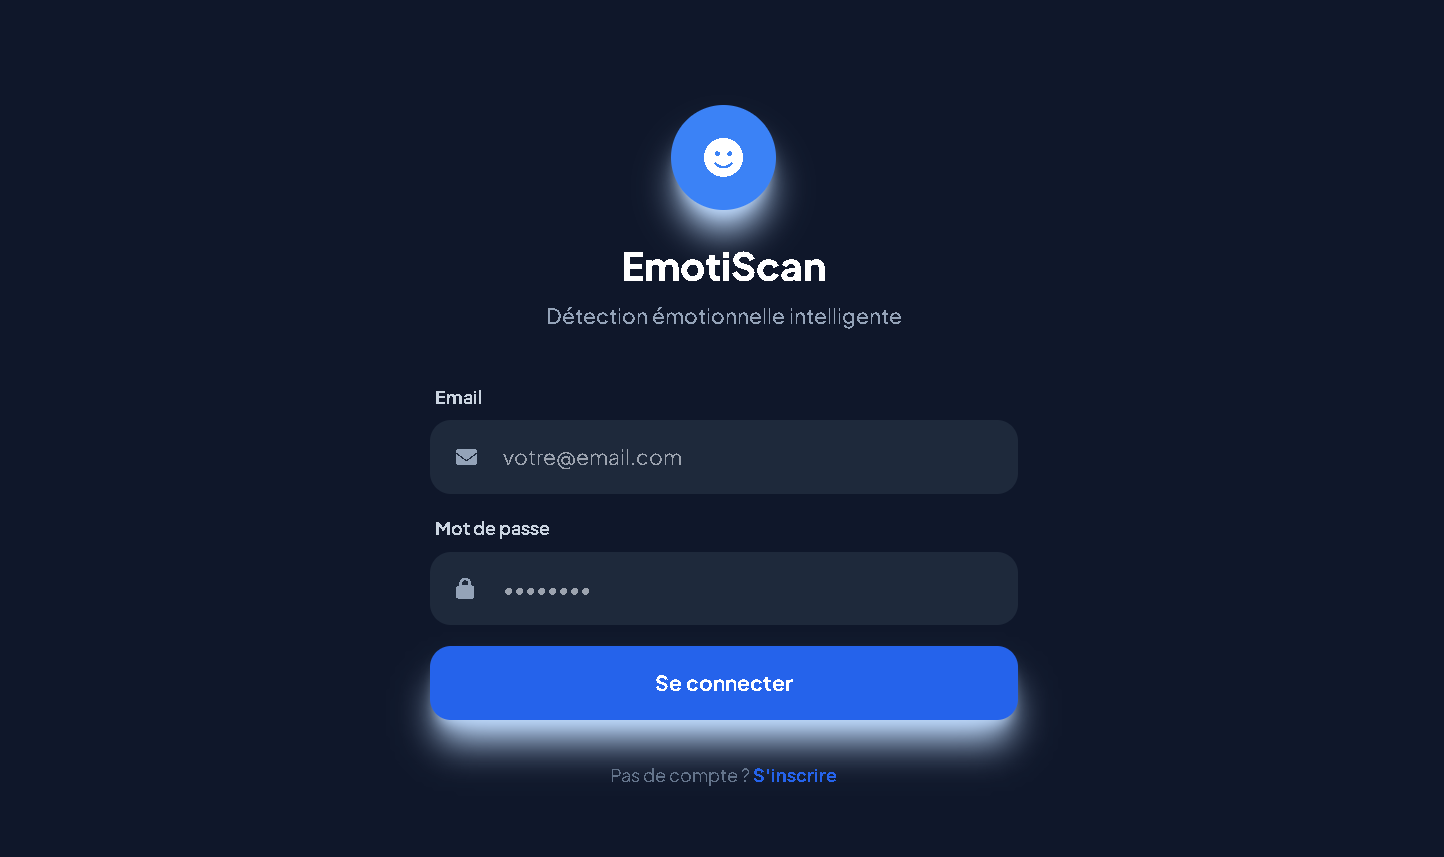 EmotiScan
Détection émotionnelle intelligente
Email
votre@email.com
Mot de passe
••••••••
Se connecter
Pas de compte ? S'inscrire